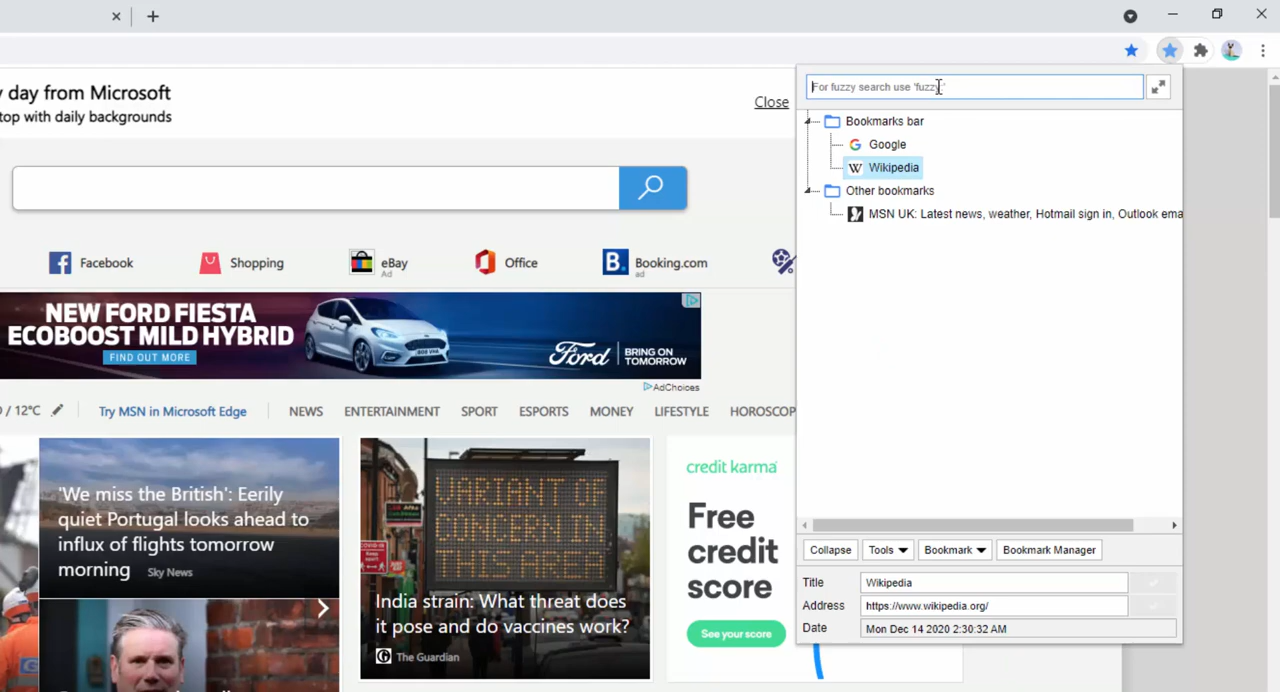 y day from Microsoft
top with daily backgrounds
Close
For fuzzy search use 'fuzzy:'
Bookmarks bar
Google
Wikipedia
Other bookmarks
MSN UK: Latest news, weather, Hotmail sign in, Outlook ema
Facebook
Shopping
eBay
Ad
Office
B.
Booking.com
ad
NEW FORD FIESTA
ECOBOOST MILD HYBRID
FIND OUT MORE
Ford
BRING ON
TOMORROW
AdChoices
/ 12°C
Try MSN in Microsoft Edge
NEWS
ENTERTAINMENT
SPORT
ESPORTS
MONEY
LIFESTYLE
HOROSCOP
'We miss the British': Eerily
quiet Portugal looks ahead to
influx of flights tomorrow
morning
Sky News
VARIANT OF
CONCERN IN
THIS AREA
India strain: What threat does
it pose and do vaccines work?
The Guardian
credit karma
Free
credit
score
See your score
Collapse
Tools
Bookmark
Bookmark Manager
Title
Wikipedia
Address
https://www.wikipedia.org/
Date
Mon Dec 14 2020 2:30:32 AM